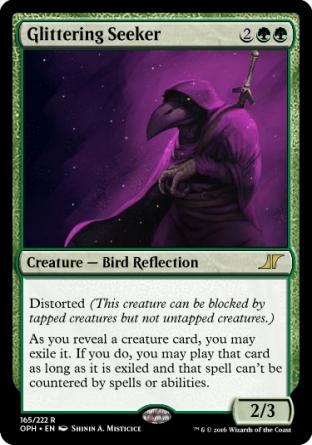 Glittering Seeker 2
Creature — Bird Reflection
Distorted (This creature can be blocked by
tapped creatures but not untapped creatures.)
As you reveal a creature card, you may
exile it. If you do, you may play that card
as long as it is exiled and that spell can't be
countered by spells or abilities.
2/3
165/222 R
OPH • EN Shinin A. Misticice
™ & © 2016 Wizards of the Coast